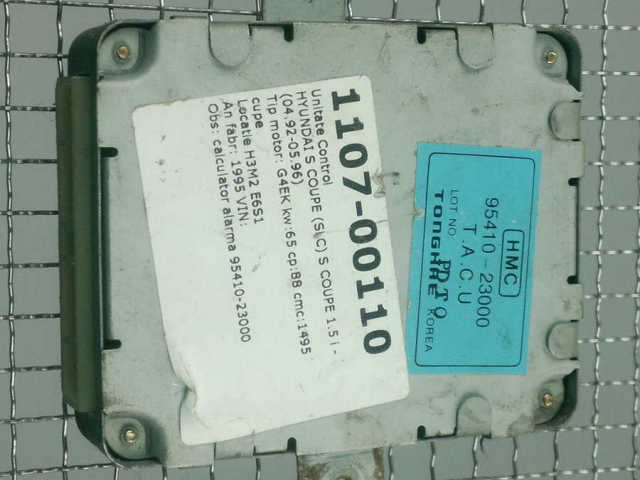 1107-00110
Unitate Control
HYUNDAI S COUPE (SLC) S COUPE 1.5 i -
(04.92-05.96)
Tip motor: G4EK kw:65 cp:88 cmc:1495
cupe
Locatie H3M2 E6S1
An fabr: 1995 VIN:
Obs: calculator alarma 95410-23000
HMC
95410-23000
T.A.C.U
LOT NO:
TONGHAE KOREA